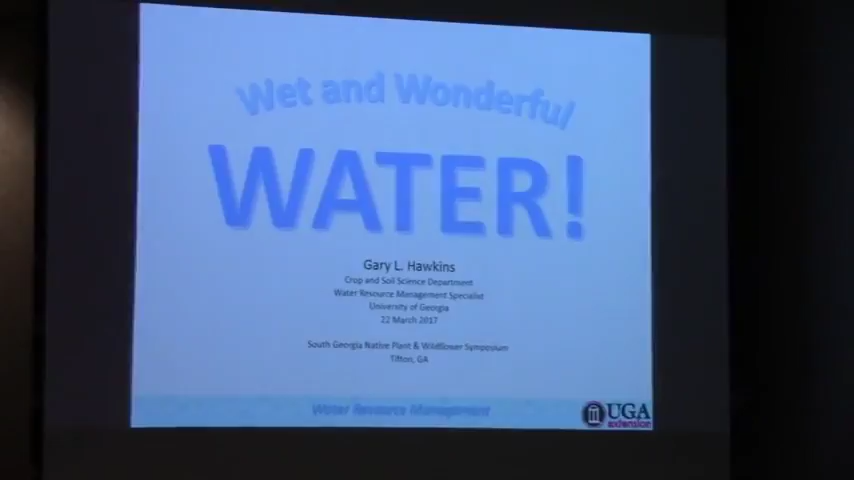 Wet and Wonderful
WATER!
Gary L. Hawkins
Crop and Soil Science Department
Water Resource Management Specialist
University of Georgia
22 March 2017
South Georgia Native Plant & Wildflower Symposium
Tifton, GA
Water Resource Management
UGA
extension